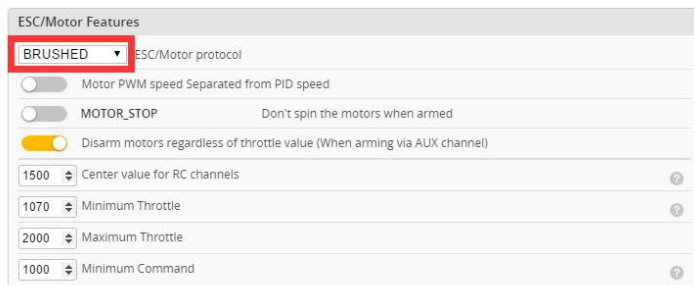 ESC/Motor Features
BRUSHED ESC/Motor protocol
Motor PWM speed Separated from PID speed
MOTOR_STOP Don't spin the motors when armed
Disarm motors regardless of throttle value (When arming via AUX channel)
1500 Center value for RC channels ?
1070 Minimum Throttle ?
2000 Maximum Throttle
1000 Minimum Command ?